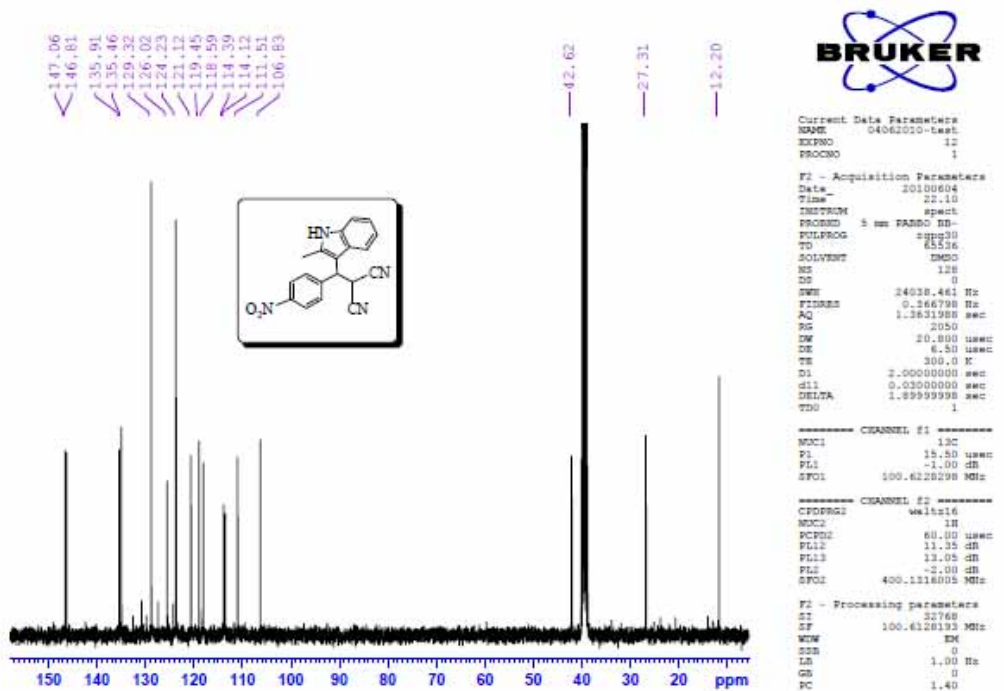 147.06
146.81
135.91
135.46
129.32
126.02
124.23
121.12
119.45
118.59
114.39
114.12
111.51
106.83
42.62
27.31
12.20
HN
CN
CN
O₂N
150 140 130 120 110 100 90 80 70 60 50 40 30 20 ppm
BRUKER
Current Data Parameters
NAME 04062010-test
EXPNO 12
PROCNO 1
F2 - Acquisition Parameters
Date_ 20100604
Time 22.10
INSTRUM spect
PROBHD 5 mm PABBO BB-
PULPROG zgpg30
TD 65536
SOLVENT DMSO
NS 128
DS 0
SWH 24038.461 Hz
FIDRES 0.366798 Hz
AQ 1.3631988 sec
RG 2050
DW 20.800 usec
DE 6.50 usec
TE 300.0 K
D1 2.00000000 sec
d11 0.03000000 sec
DELTA 1.89999998 sec
TD0 1
======== CHANNEL f1 ========
NUC1 13C
P1 15.50 usec
PL1 -1.00 dB
SFO1 100.6228298 MHz
======== CHANNEL f2 ========
CPDPRG2 waltz16
NUC2 1H
PCPD2 60.00 usec
PL12 11.35 dB
PL13 13.05 dB
PL2 -2.00 dB
SFO2 400.1316005 MHz
F2 - Processing parameters
SI 32768
SF 100.6128193 MHz
WDW EM
SSB 0
LB 1.00 Hz
GB 0
PC 1.40